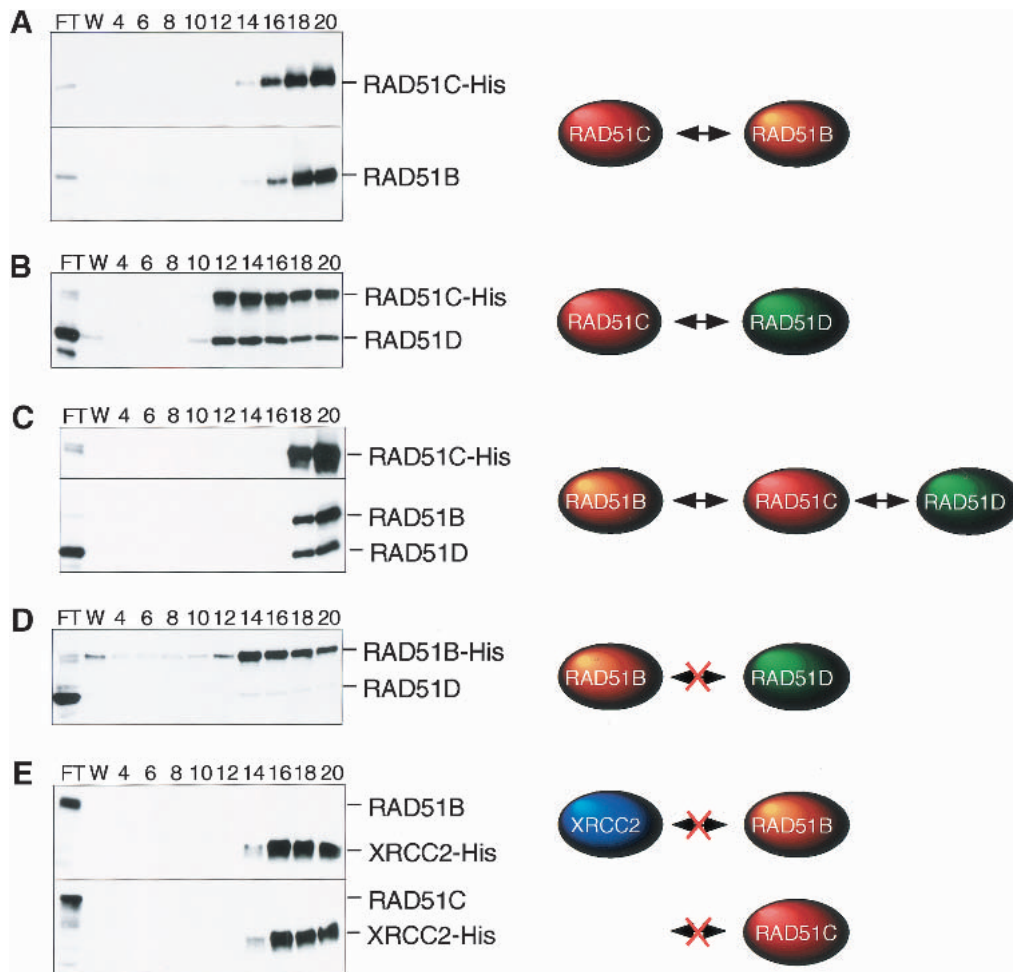 A
FT W 4 6 8 10 12 14 16 18 20
RAD51C-His
RAD51B
RAD51C RAD51B
B
FT W 4 6 8 10 12 14 16 18 20
RAD51C-His
RAD51D
RAD51C RAD51D
C
FT W 4 6 8 10 12 14 16 18 20
RAD51C-His
RAD51B
RAD51D
RAD51B RAD51C RAD51D
D
FT W 4 6 8 10 12 14 16 18 20
RAD51B-His
RAD51D
RAD51B RAD51D
E
FT W 4 6 8 10 12 14 16 18 20
RAD51B
XRCC2-His
RAD51C
XRCC2-His
XRCC2 RAD51B
RAD51C